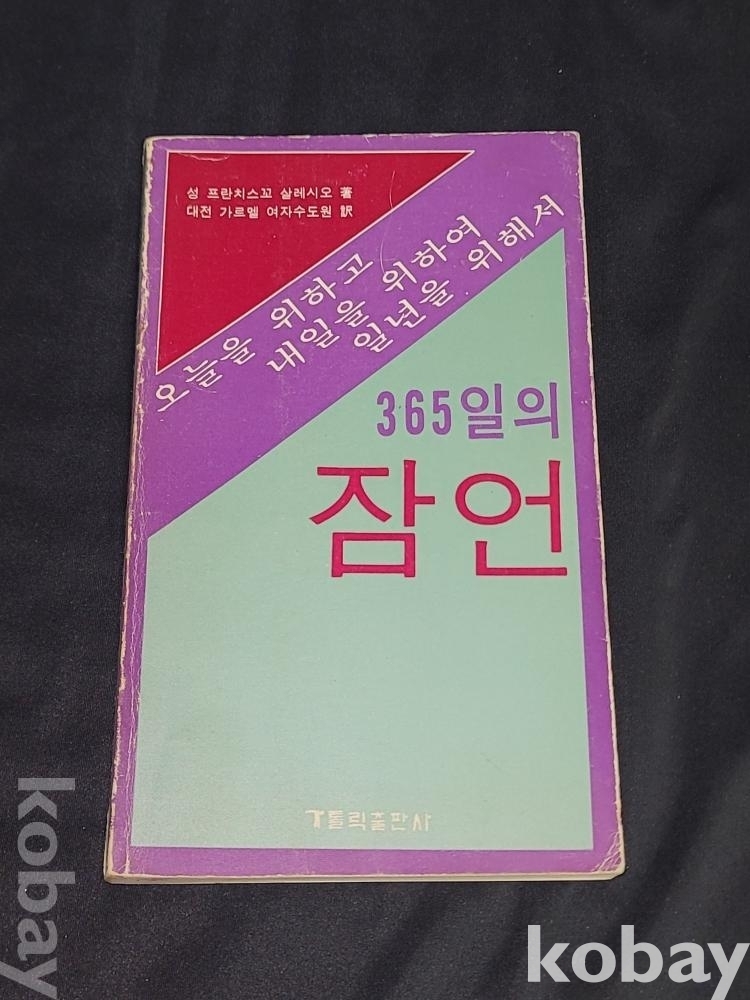 성 프란치스꼬 살레시오 著
대전 가르멜 여자수도원 訳
오늘을 위하고
내일을 위하여
일년을 위해서
365일의
잠언
가톨릭출판사
kobay
kobay